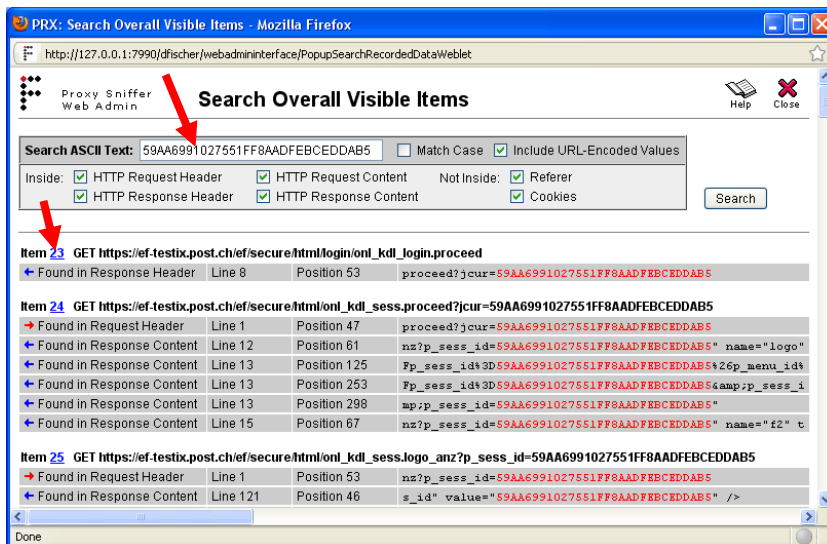 PRX: Search Overall Visible Items - Mozilla Firefox
http://127.0.0.1:7990/dfischer/webadmininterface/PopupSearchRecordedDataWeblet
Proxy Sniffer
Web Admin
Search Overall Visible Items
Help
Close
Search ASCII Text: 59AA6991027551FF8AADFEBCEDDAB5 Match Case Include URL-Encoded Values
Inside: HTTP Request Header HTTP Request Content Not Inside: Referer
HTTP Response Header HTTP Response Content Cookies
Search
Item 23 GET https://ef-testix.post.ch/ef/secure/html/login/onl_kdl_login.proceed
Found in Response Header Line 8 Position 53 proceed?jcur=59AA6991027551FF8AADFEBCEDDAB5
Item 24 GET https://ef-testix.post.ch/ef/secure/html/onl_kdl_sess.proceed?jcur=59AA6991027551FF8AADFEBCEDDAB5
Found in Request Header Line 1 Position 47 proceed?jcur=59AA6991027551FF8AADFEBCEDDAB5
Found in Response Content Line 12 Position 61 nz?p_sess_id=59AA6991027551FF8AADFEBCEDDAB5" name="logo"
Found in Response Content Line 13 Position 125 Fp_sess_id%3D59AA6991027551FF8AADFEBCEDDAB5%26p_menu_id%
Found in Response Content Line 13 Position 253 Fp_sess_id%3D59AA6991027551FF8AADFEBCEDDAB5&amp;p_sess_i
Found in Response Content Line 13 Position 298 mp;p_sess_id=59AA6991027551FF8AADFEBCEDDAB5"
Found in Response Content Line 15 Position 67 nz?p_sess_id=59AA6991027551FF8AADFEBCEDDAB5" name="f2" t
Item 25 GET https://ef-testix.post.ch/ef/secure/html/onl_kdl_sess.logo_anz?p_sess_id=59AA6991027551FF8AADFEBCEDDAB5
Found in Request Header Line 1 Position 53 nz?p_sess_id=59AA6991027551FF8AADFEBCEDDAB5
Found in Response Content Line 121 Position 46 s_id" value="59AA6991027551FF8AADFEBCEDDAB5" />
Done